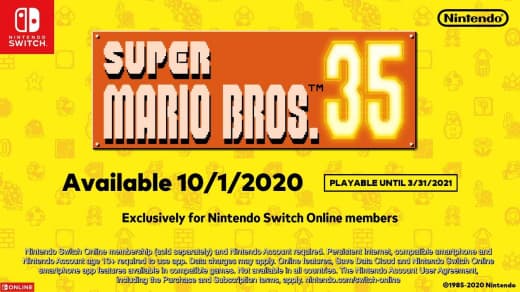 NINTENDO
SWITCH™
Nintendo
SUPER
MARIO BROS.™ 35
Available 10/1/2020
PLAYABLE UNTIL 3/31/2021
Exclusively for Nintendo Switch Online members
Nintendo Switch Online membership (sold separately) and Nintendo Account required. Persistent Internet, compatible smartphone and
Nintendo Account age 13+ required to use app. Data charges may apply. Online features, Save Data Cloud and Nintendo Switch Online
smartphone app features available in compatible games. Not available in all countries. The Nintendo Account User Agreement,
including the Purchase and Subscription terms, apply. nintendo.com/switch-online
ONLINE
©1985-2020 Nintendo